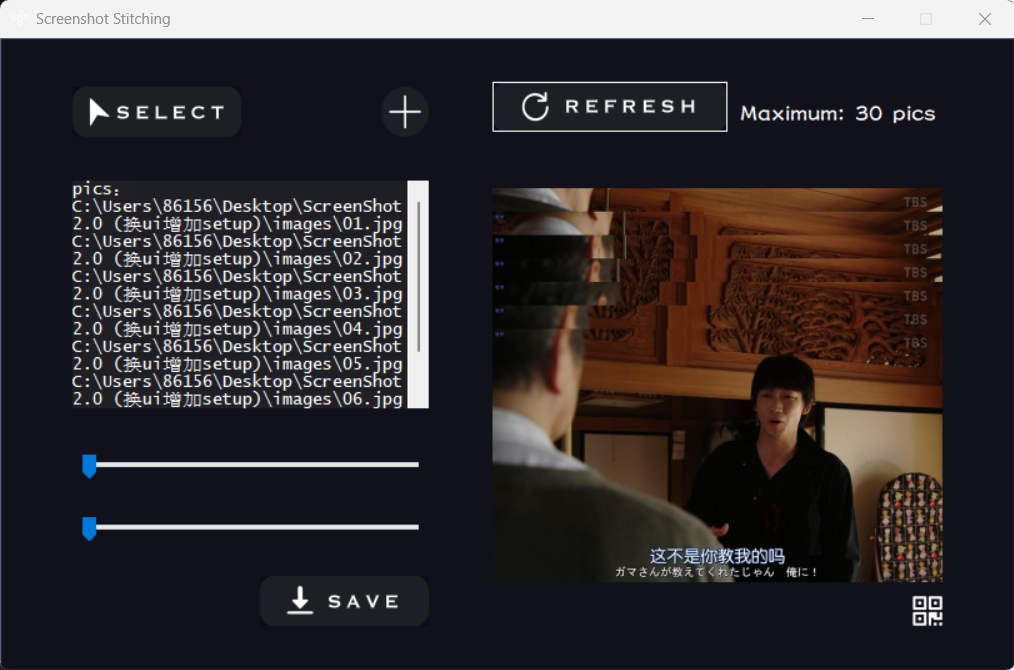 Screenshot Stitching
SELECT
REFRESH
Maximum: 30 pics
pics:
C:\Users\86156\Desktop\ScreenShot
2.0 (换ui增加setup)\images\01.jpg
C:\Users\86156\Desktop\ScreenShot
2.0 (换ui增加setup)\images\02.jpg
C:\Users\86156\Desktop\ScreenShot
2.0 (换ui增加setup)\images\03.jpg
C:\Users\86156\Desktop\ScreenShot
2.0 (换ui增加setup)\images\04.jpg
C:\Users\86156\Desktop\ScreenShot
2.0 (换ui增加setup)\images\05.jpg
C:\Users\86156\Desktop\ScreenShot
2.0 (换ui增加setup)\images\06.jpg
TBS
TBS
TBS
TBS
TBS
TBS
TBS
这不是你教我的吗
ガマさんが教えてくれたじゃん 俺に!
SAVE